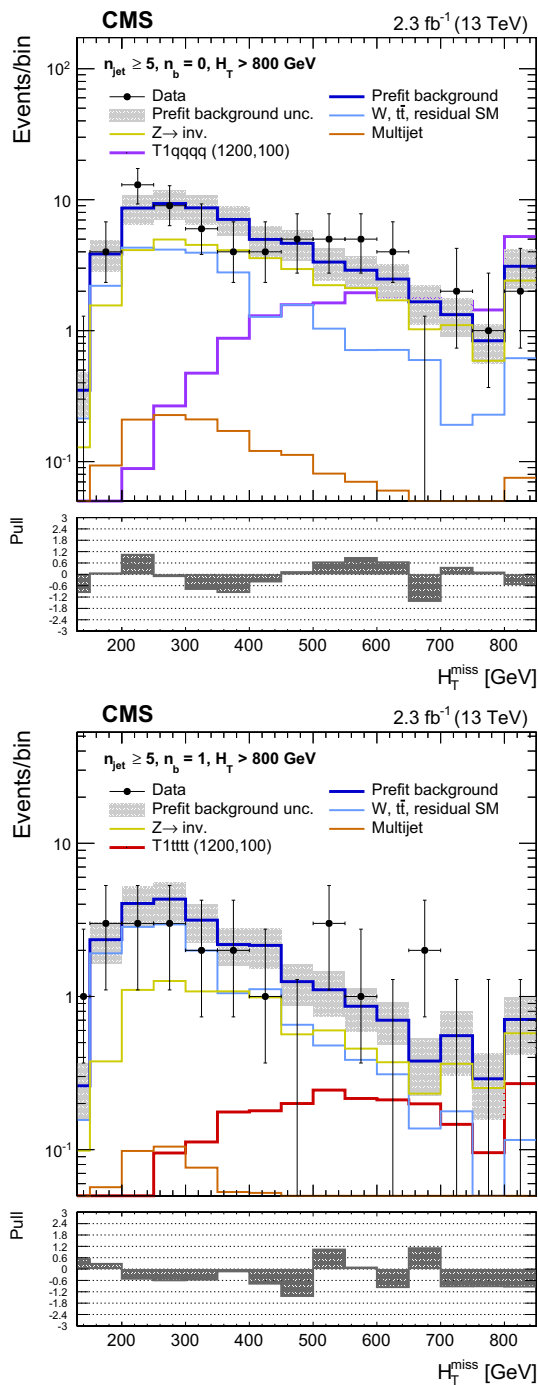 CMS 2.3 fb⁻¹ (13 TeV)
Events/bin
n_jet ≥ 5, n_b = 0, H_T > 800 GeV
Data Prefit background
Prefit background unc. W, tt̄, residual SM
Z→ inv. Multijet
T1qqqq (1200,100)
10²
10
1
10⁻¹
Pull
3
2.4
1.8
1.2
0.6
0
-0.6
-1.2
-1.8
-2.4
-3
200 300 400 500 600 700 800
H_T^miss [GeV]
CMS 2.3 fb⁻¹ (13 TeV)
Events/bin
n_jet ≥ 5, n_b = 1, H_T > 800 GeV
Data Prefit background
Prefit background unc. W, tt̄, residual SM
Z→ inv. Multijet
T1tttt (1200,100)
10
1
10⁻¹
Pull
3
2.4
1.8
1.2
0.6
0
-0.6
-1.2
-1.8
-2.4
-3
200 300 400 500 600 700 800
H_T^miss [GeV]